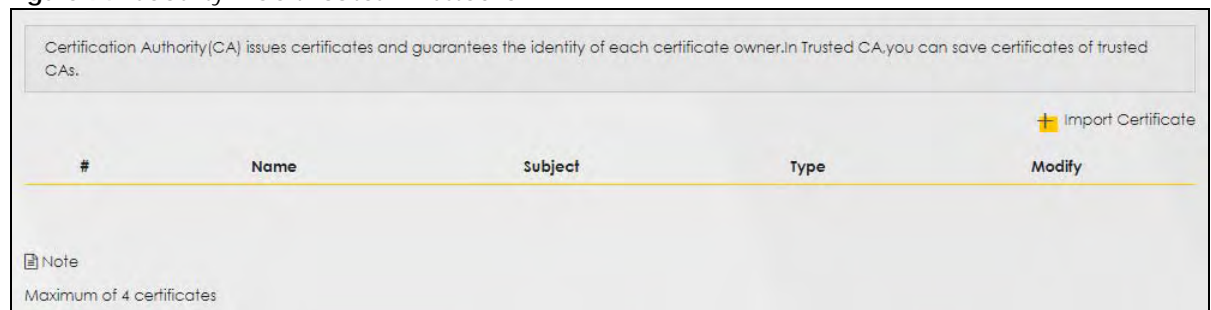 Certification Authority(CA) issues certificates and guarantees the identity of each certificate owner.In Trusted CA,you can save certificates of trusted
CAs.
+ Import Certificate
# Name Subject Type Modify
Note
Maximum of 4 certificates